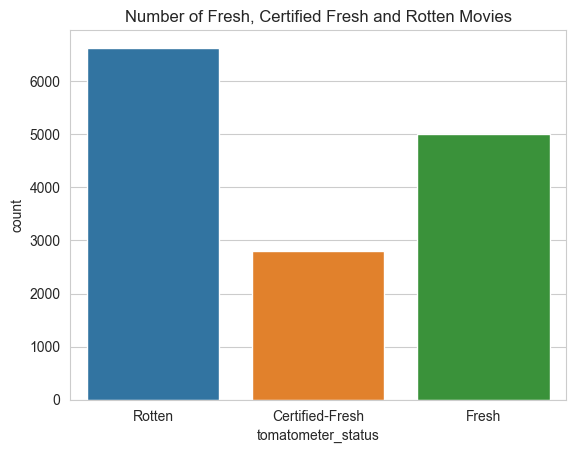 Number of Fresh, Certified Fresh and Rotten Movies
6000
5000
4000
3000
2000
1000
0
count
Rotten Certified-Fresh Fresh
tomatometer_status